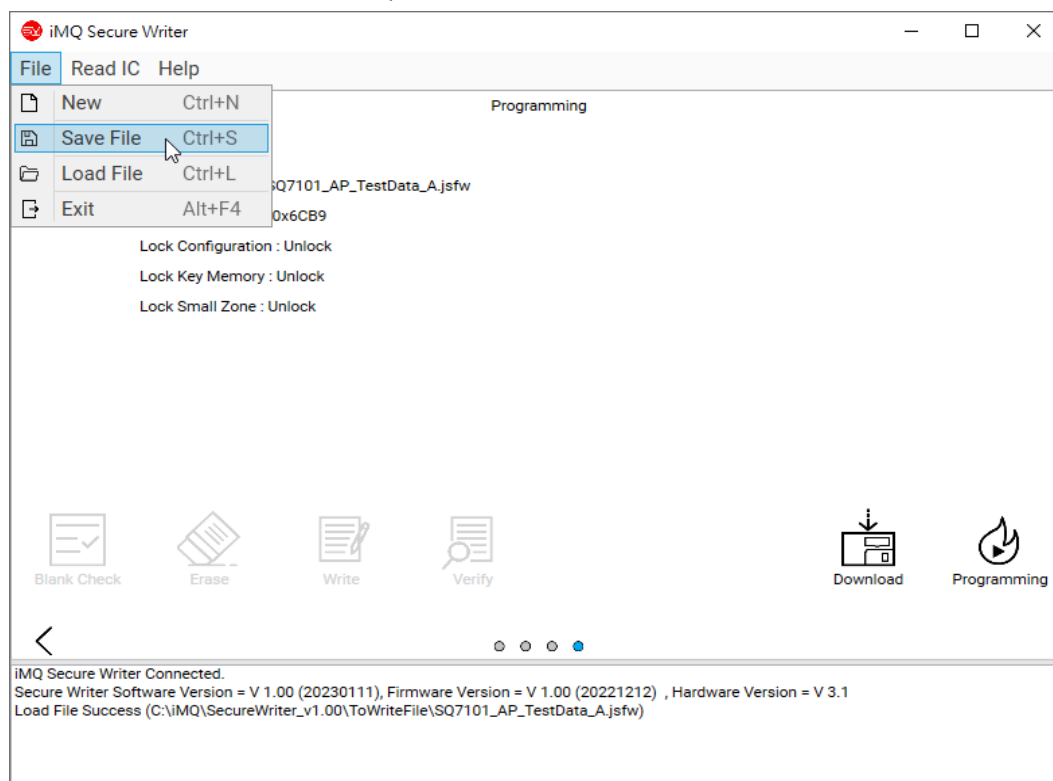 iMQ Secure Writer
File Read IC Help
New Ctrl+N
Programming
Save File Ctrl+S
Load File Ctrl+L
SQ7101_AP_TestData_A.jsfw
Exit Alt+F4
0x6CB9
Lock Configuration : Unlock
Lock Key Memory : Unlock
Lock Small Zone : Unlock
Blank Check Erase Write Verify Download Programming
iMQ Secure Writer Connected.
Secure Writer Software Version = V 1.00 (20230111), Firmware Version = V 1.00 (20221212) , Hardware Version = V 3.1
Load File Success (C:\iMQ\SecureWriter_v1.00\ToWriteFile\SQ7101_AP_TestData_A.jsfw)